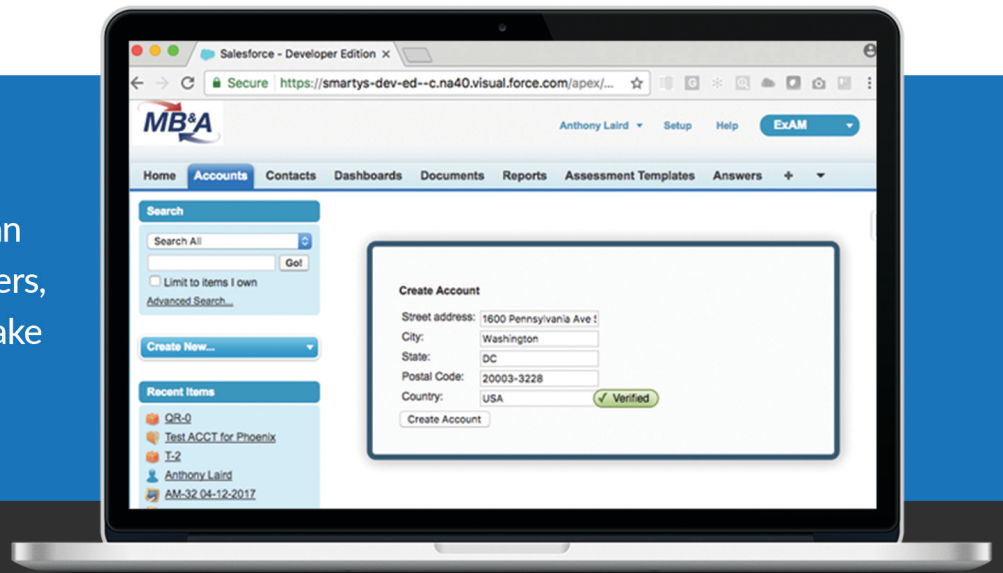 an
ers,
ake
Salesforce - Developer Edition ×
Secure https://smartys-dev-ed--c.na40.visual.force.com/apex/...
MB&A
Anthony Laird Setup Help ExAM
Home Accounts Contacts Dashboards Documents Reports Assessment Templates Answers +
Search
Search All
Go!
Limit to items I own
Advanced Search...
Create New...
Recent Items
QR-0
Test ACCT for Phoenix
T-2
Anthony Laird
AM-32 04-12-2017
Create Account
Street address: 1600 Pennsylvania Ave S
City: Washington
State: DC
Postal Code: 20003-3228
Country: USA ✓ Verified
Create Account